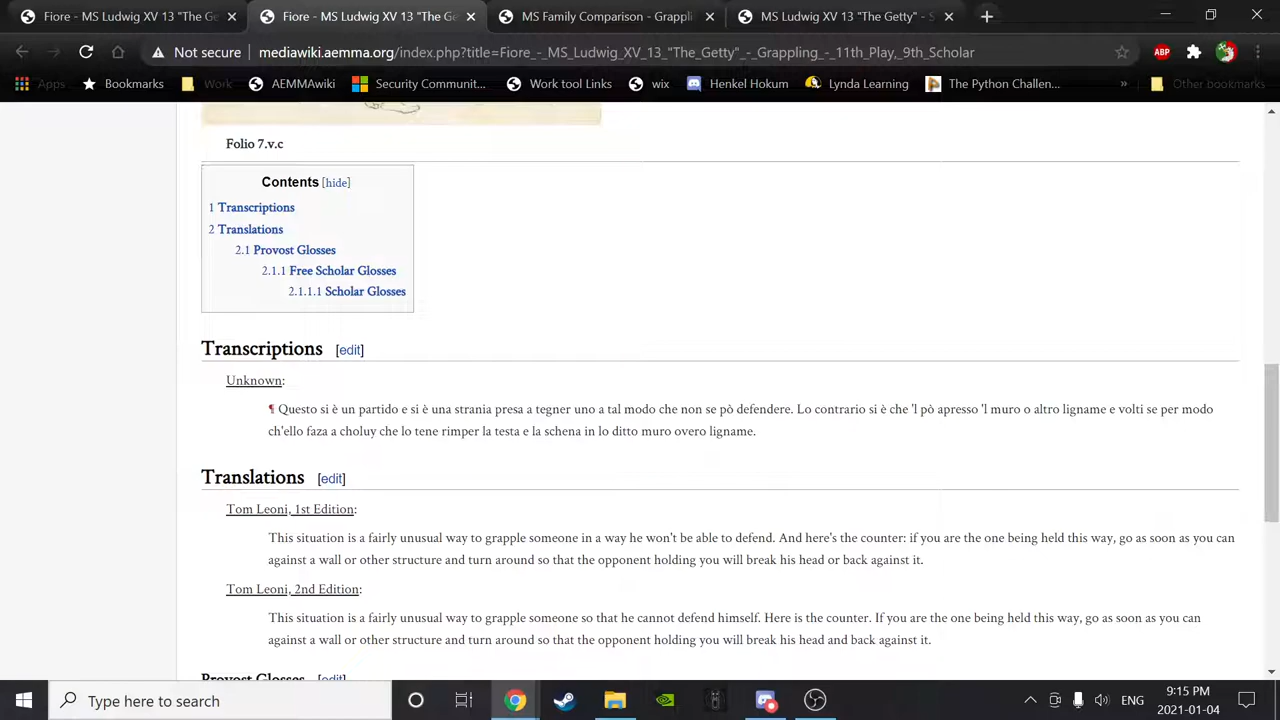 Fiore - MS Ludwig XV 13 "The Ge
Fiore - MS Ludwig XV 13 "The Ge
MS Family Comparison - Grappli
MS Ludwig XV 13 "The Getty" - S
Not secure
mediawiki.aemma.org/index.php?title=Fiore_-_MS_Ludwig_XV_13_"The_Getty"_-_Grappling_-_11th_Play,_9th_Scholar
ABP
Apps
Bookmarks
Work
AEMMAwiki
Security Communit...
Work tool Links
wix
Henkel Hokum
Lynda Learning
The Python Challen...
»
Other bookmarks
Folio 7.v.c
Contents [hide]
1 Transcriptions
2 Translations
2.1 Provost Glosses
2.1.1 Free Scholar Glosses
2.1.1.1 Scholar Glosses
Transcriptions [edit]
Unknown:
¶ Questo si è un partido e si è una strania presa a tegner uno a tal modo che non se pò defendere. Lo contrario si è che 'l pò apresso 'l muro o altro ligname e volti se per modo
ch'ello faza a choluy che lo tene rimper la testa e la schena in lo ditto muro overo ligname.
Translations [edit]
Tom Leoni, 1st Edition:
This situation is a fairly unusual way to grapple someone in a way he won't be able to defend. And here's the counter: if you are the one being held this way, go as soon as you can
against a wall or other structure and turn around so that the opponent holding you will break his head or back against it.
Tom Leoni, 2nd Edition:
This situation is a fairly unusual way to grapple someone so that he cannot defend himself. Here is the counter. If you are the one being held this way, go as soon as you can
against a wall or other structure and turn around so that the opponent holding you will break his head and back against it.
Provost Glosses [edit]
Type here to search
ENG
9:15 PM
2021-01-04